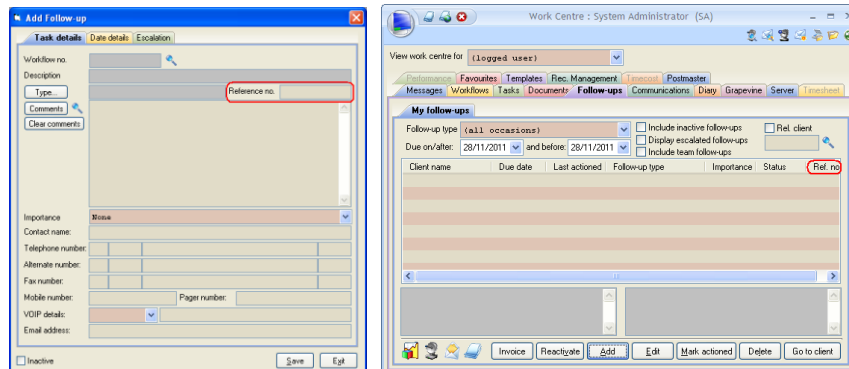 Add Follow-up
Task details Date details Escalation
Workflow no.
Description
Type... Reference no.
Comments
Clear comments
Importance None
Contact name:
Telephone number:
Alternate number:
Fax number:
Mobile number: Pager number:
VOIP details:
Email address:
Inactive Save Exit
Work Centre : System Administrator (SA)
View work centre for (logged user)
Performance Favourites Templates Rec. Management Timecost Postmaster
Messages Workflows Tasks Documents Follow-ups Communications Diary Grapevine Server Timesheet
My follow-ups
Follow-up type (all occasions) Include inactive follow-ups Rel. client
Display escalated follow-ups
Due on/after: 28/11/2011 and before: 28/11/2011 Include team follow-ups
Client name Due date Last actioned Follow-up type Importance Status Ref. no
Invoice Reactivate Add Edit Mark actioned Delete Go to client